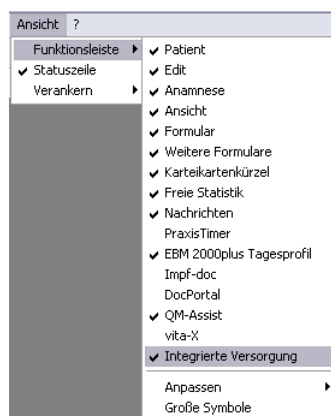 Ansicht ?
Funktionsleiste
Statuszeile
Verankern
Patient
Edit
Anamnese
Ansicht
Formular
Weitere Formulare
Karteikartenkürzel
Freie Statistik
Nachrichten
PraxisTimer
EBM 2000plus Tagesprofil
Impf-doc
DocPortal
QM-Assist
vita-X
Integrierte Versorgung
Anpassen
Große Symbole